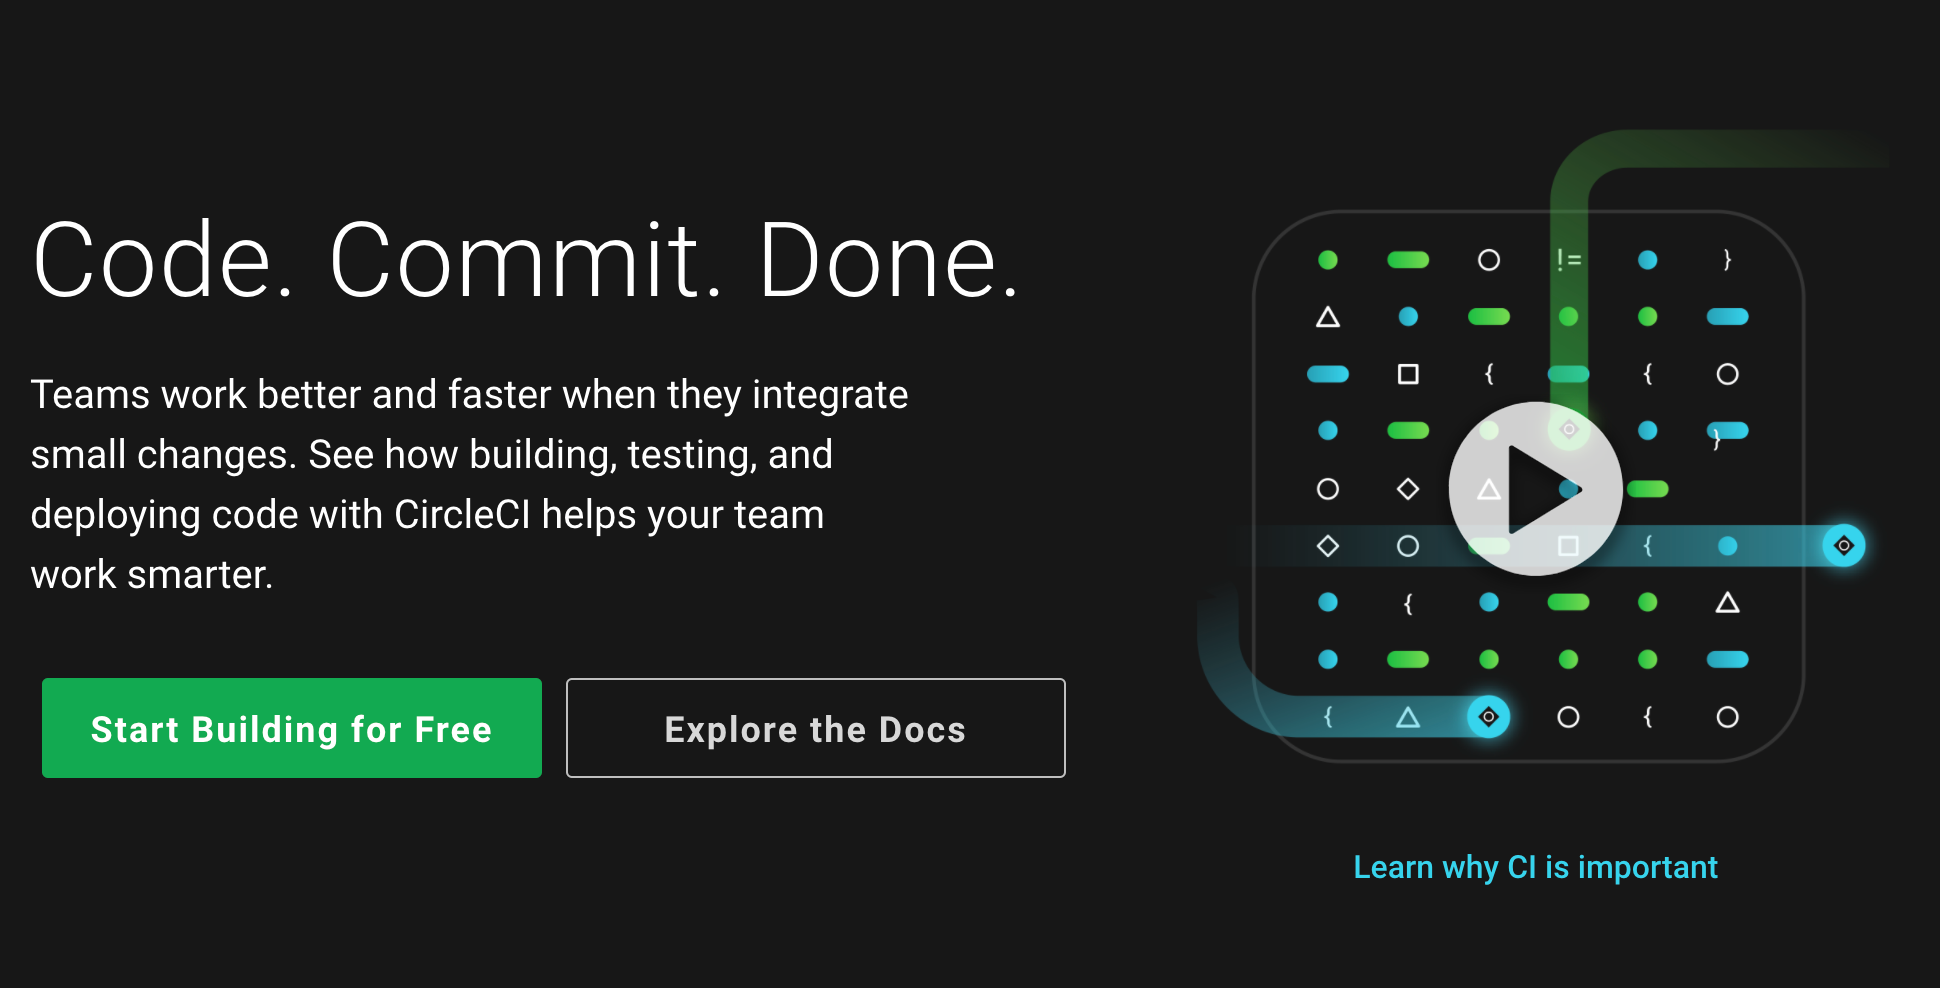 Code. Commit. Done.
Teams work better and faster when they integrate
small changes. See how building, testing, and
deploying code with CircleCI helps your team
work smarter.
Start Building for Free
Explore the Docs
!= }
{ {
}
{
{
{ {
Learn why CI is important